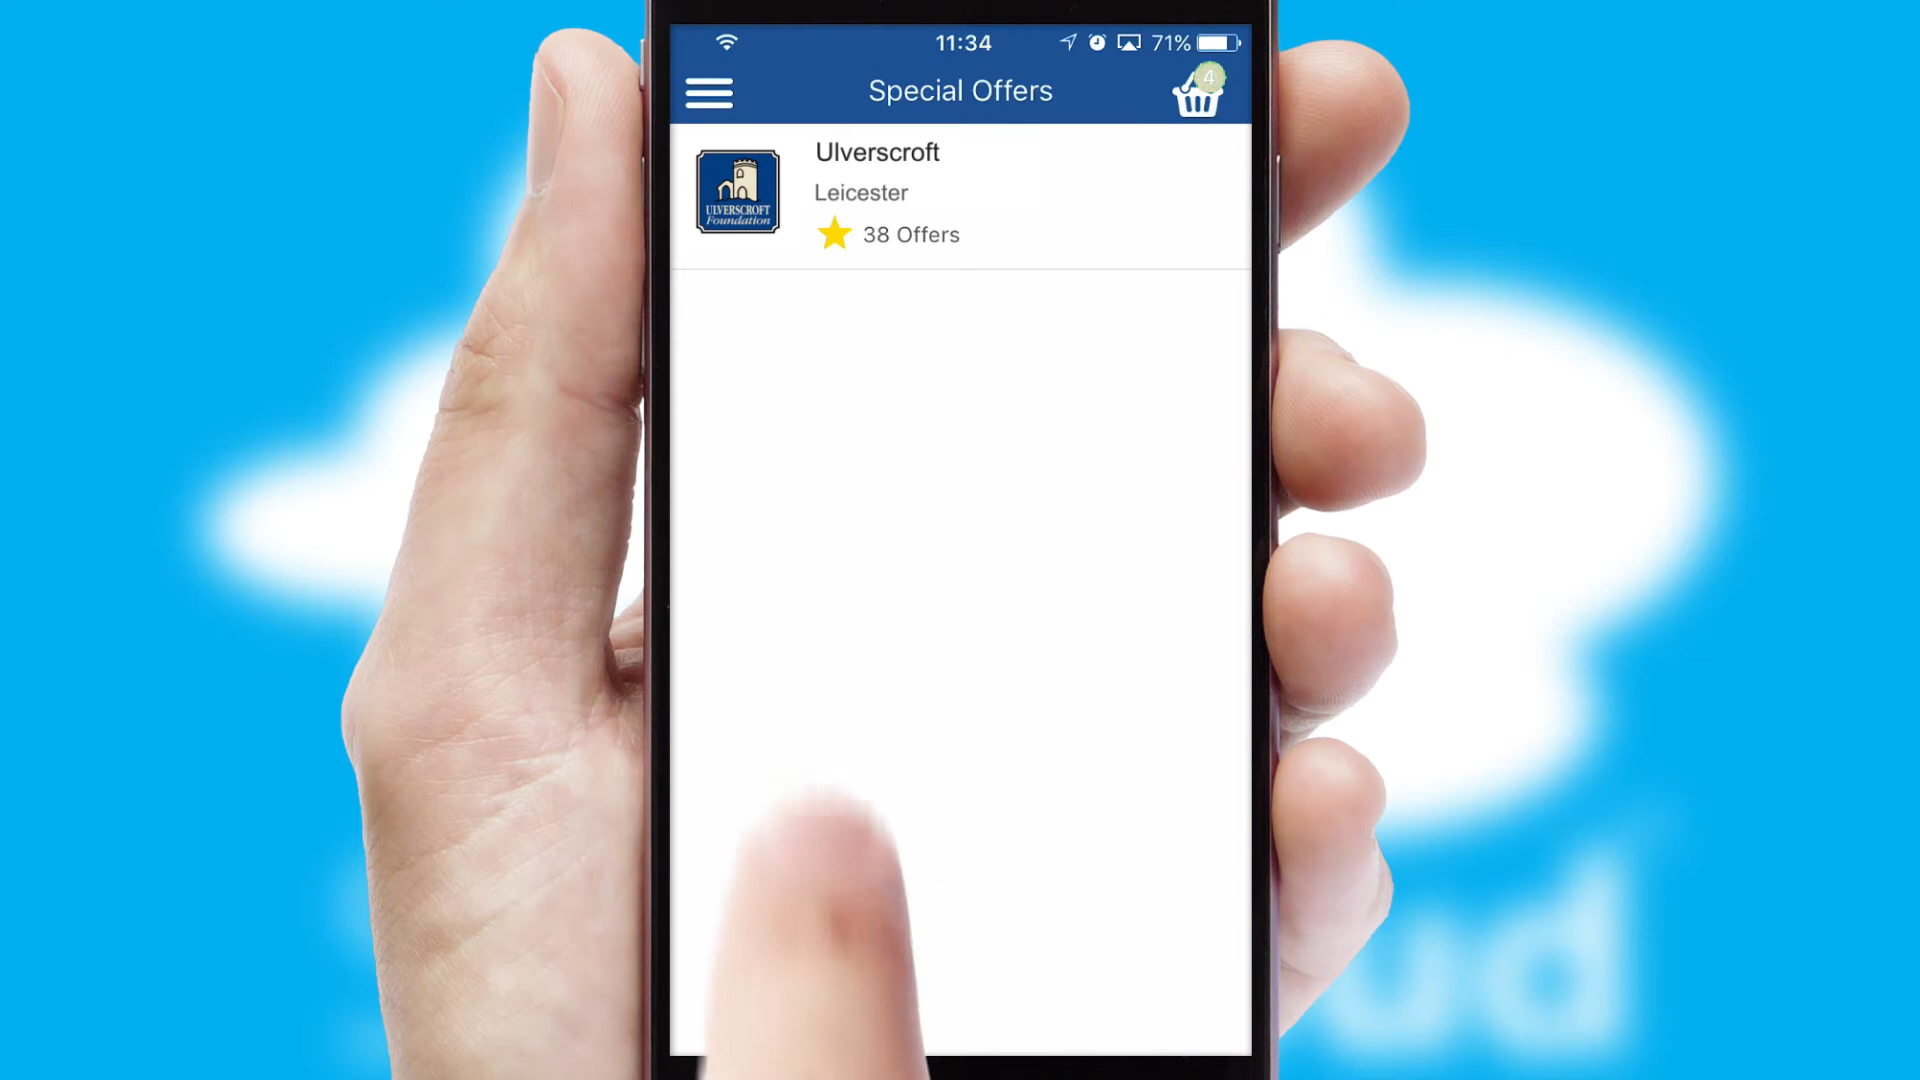 11:34
71%
Special Offers
4
Ulverscroft
Leicester
38 Offers
ULVERSCROFT
Foundation